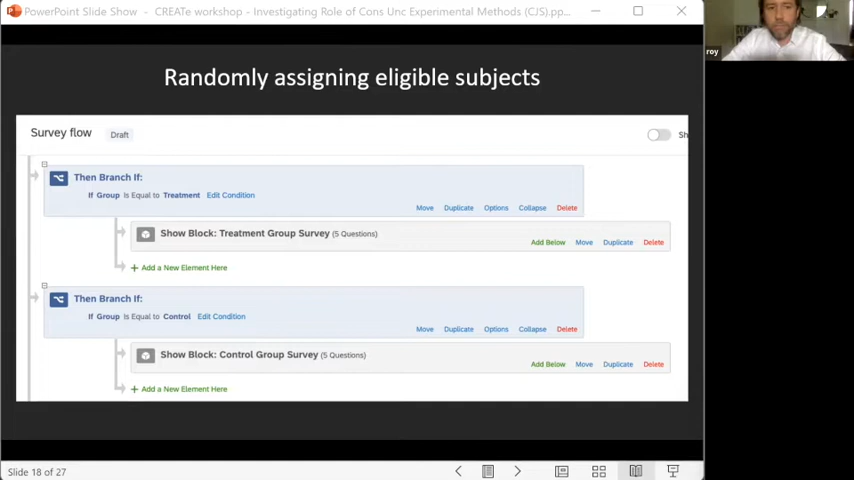 PowerPoint Slide Show - CREATe workshop - Investigating Role of Cons Unc Expermental Methods (CJS).pp...
roy
Randomly assigning eligible subjects
Survey flow Draft Sh
Then Branch If:
If Group Is Equal to Treatment Edit Condition
Move Duplicate Options Collapse Delete
Show Block: Treatment Group Survey (5 Questions)
Add Below Move Duplicate Delete
+ Add a New Element Here
Then Branch If:
If Group Is Equal to Control Edit Condition
Move Duplicate Options Collapse Delete
Show Block: Control Group Survey (5 Questions)
Add Below Move Duplicate Delete
+ Add a New Element Here
Slide 18 of 27